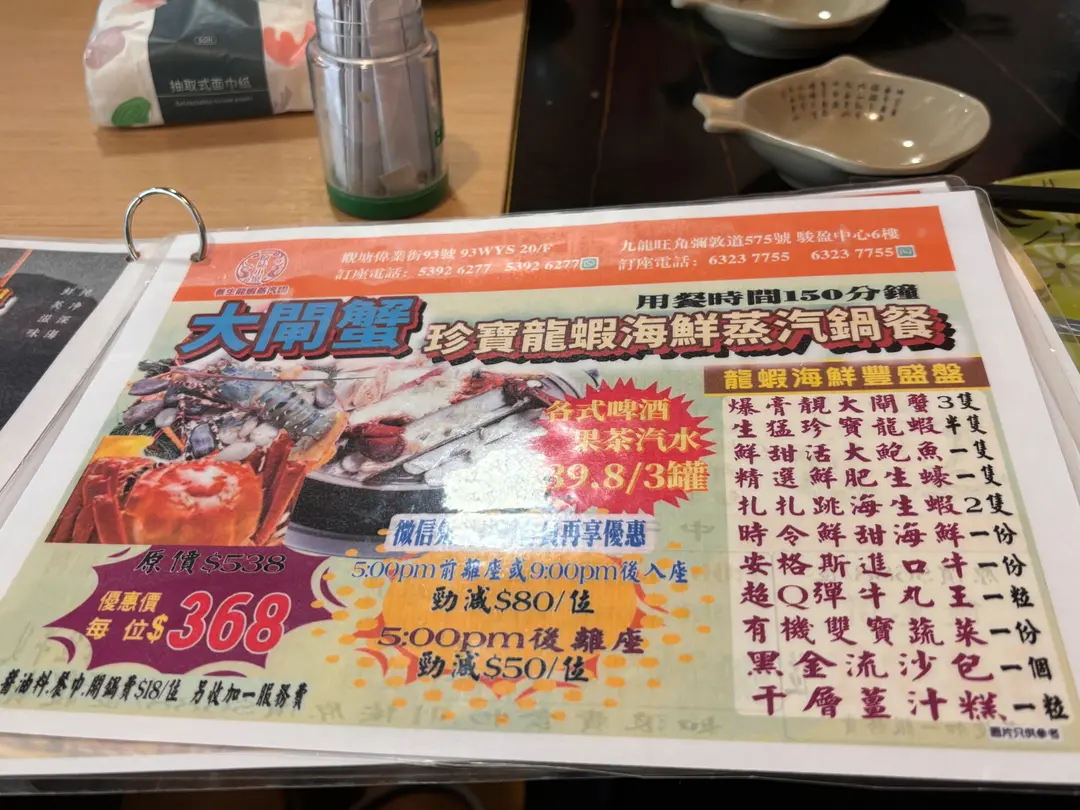 soli
抽取式面巾纸
觀塘偉業街93號 93WYS 20/F
訂座電話: 5392 6277 5392 6277
九龍旺角彌敦道575號 駿盈中心6樓
訂座電話: 6323 7755 6323 7755
用餐時間150分鐘
大閘蟹 珍寶龍蝦海鮮蒸汽鍋餐
龍蝦海鮮豐盛盤
爆膏靚大閘蟹3隻
生猛珍寶龍蝦半隻
鮮甜活大鮑魚一隻
精選鮮肥生蠔一隻
扎扎跳海生蝦2隻
時令鮮甜海鮮一份
安格斯進口牛一份
超Q彈牛丸王一粒
有機雙寶蔬菜一份
黑金流沙包一個
千層薑汁糕一粒
圖片只供參考
各式啤酒
果茶汽水
39.8/3罐
微信
再享優惠
5:00pm前離座或9:00pm後入座
勁減$80/位
5:00pm後離座
勁減$50/位
原價$538
優惠價
每位$368
醬油料.餐巾.開鍋費$18/位 另收加一服務費